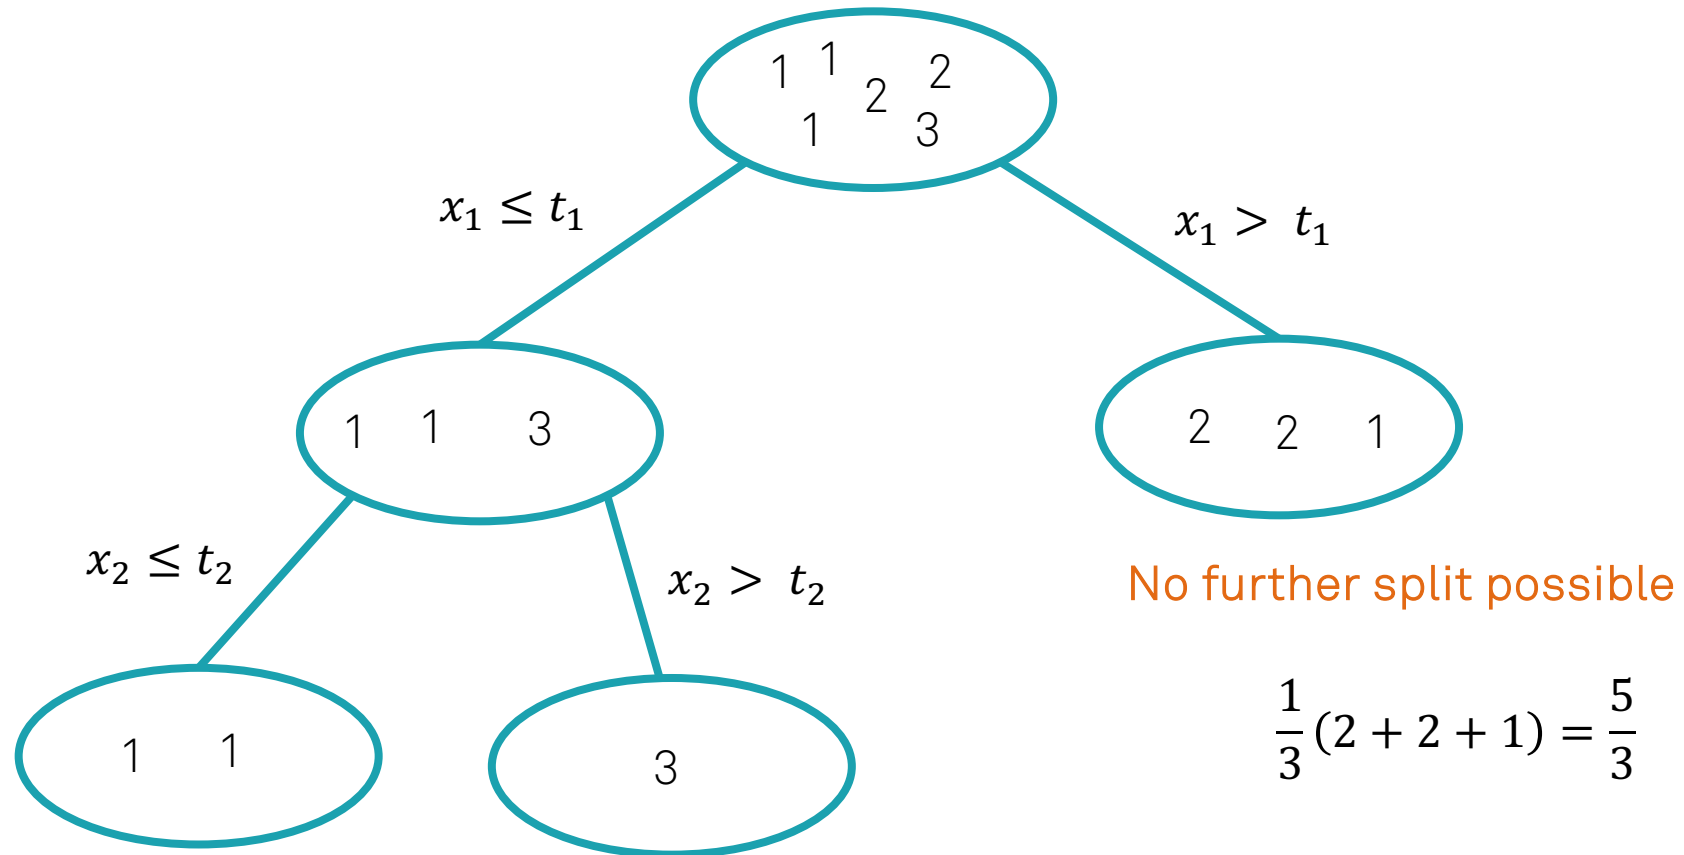 1 1 2 2
1 3
x₁ ≤ t₁
x₁ > t₁
1 1 3
2 2 1
x₂ ≤ t₂
x₂ > t₂
No further split possible
1 1
3
1/3 (2 + 2 + 1) = 5/3